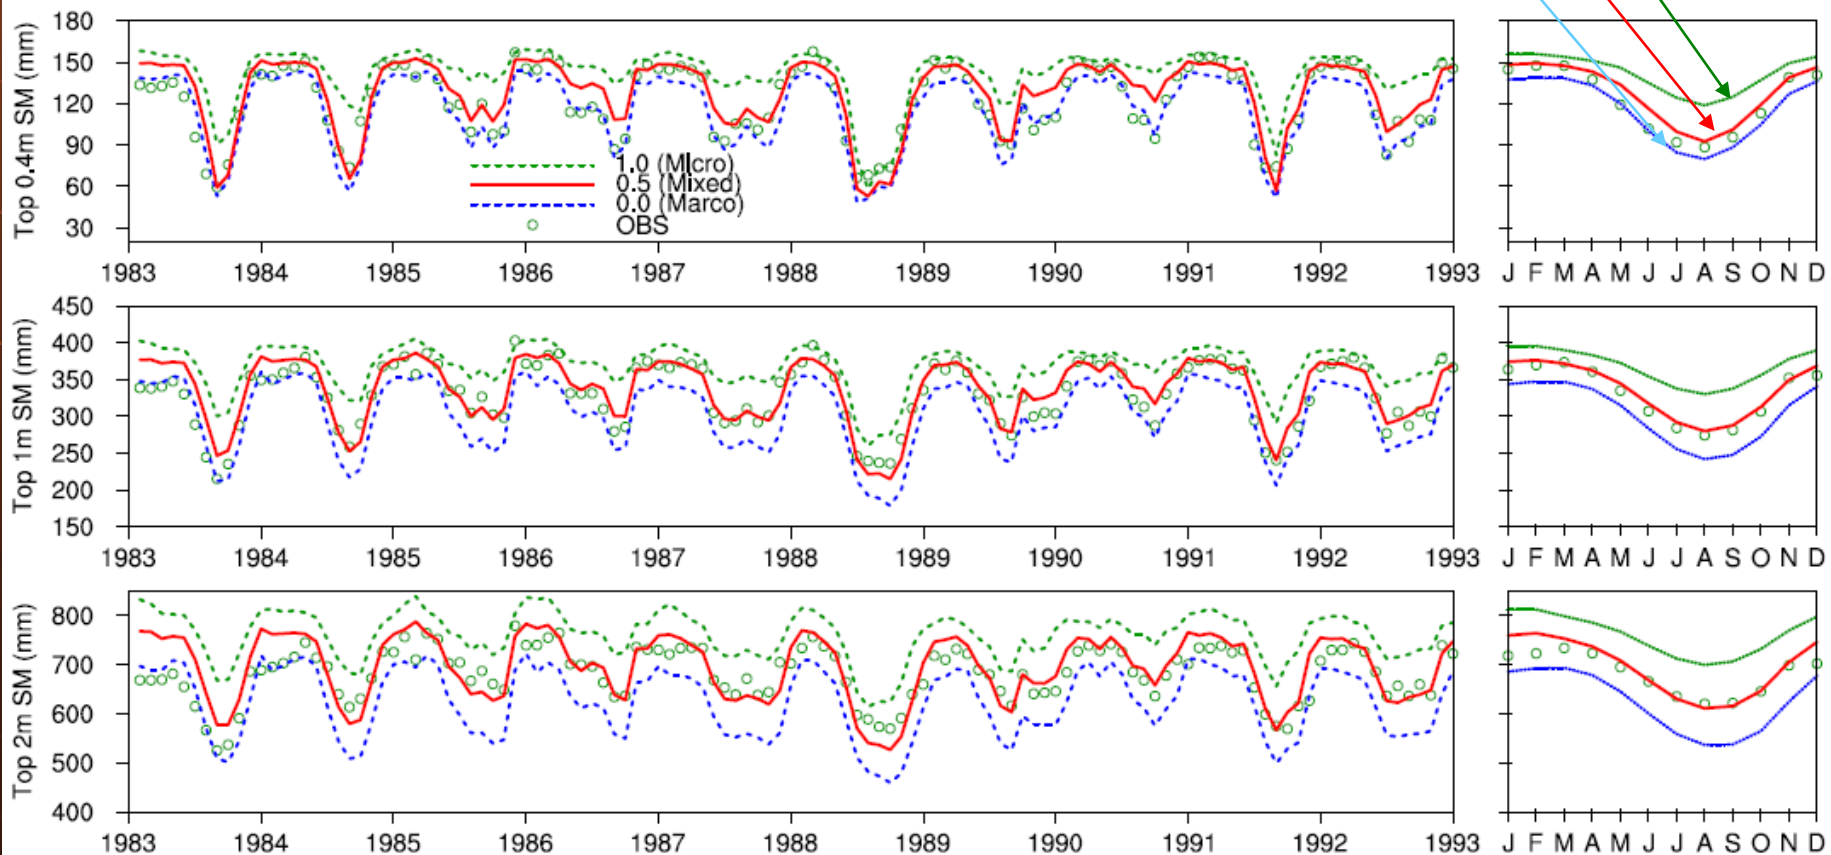 Top 0.4m SM (mm)
180
150
120
90
60
30
1.0 (MIcro)
0.5 (Mixed)
0.0 (Marco)
OBS
1983 1984 1985 1986 1987 1988 1989 1990 1991 1992 1993
J F M A M J J A S O N D
Top 1m SM (mm)
450
400
350
300
250
200
150
1983 1984 1985 1986 1987 1988 1989 1990 1991 1992 1993
J F M A M J J A S O N D
Top 2m SM (mm)
800
700
600
500
400
1983 1984 1985 1986 1987 1988 1989 1990 1991 1992 1993
J F M A M J J A S O N D